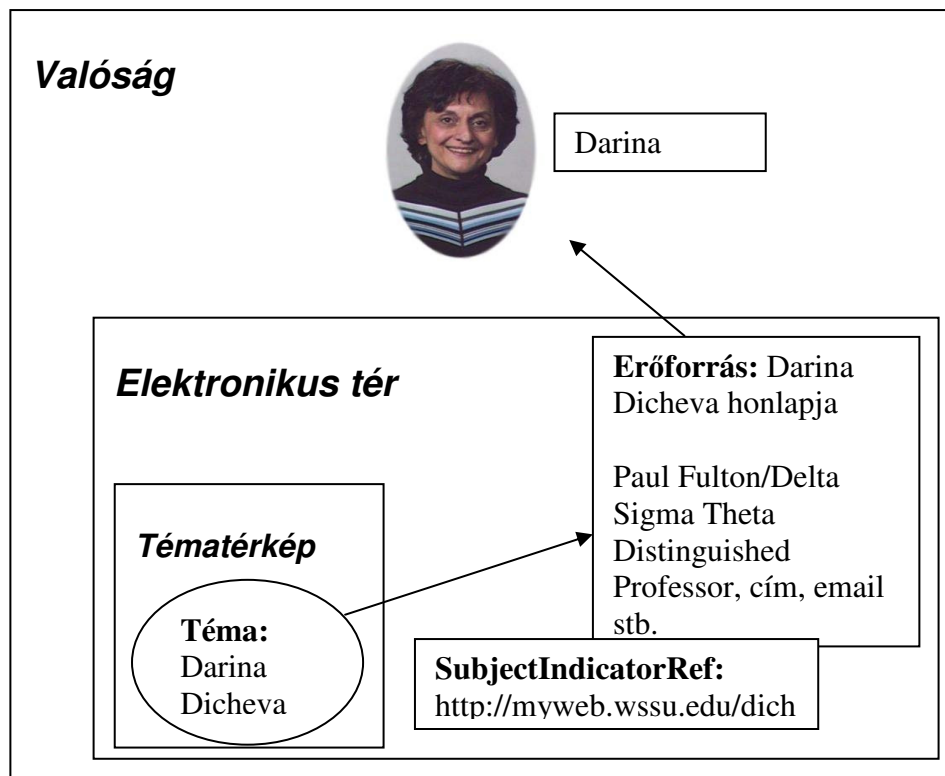 Valóság
Darina
Elektronikus tér
Erőforrás: Darina
Dicheva honlapja
Paul Fulton/Delta
Sigma Theta
Distinguished
Professor, cím, email
stb.
Tématérkép
Téma:
Darina
Dicheva
SubjectIndicatorRef:
http://myweb.wssu.edu/dich